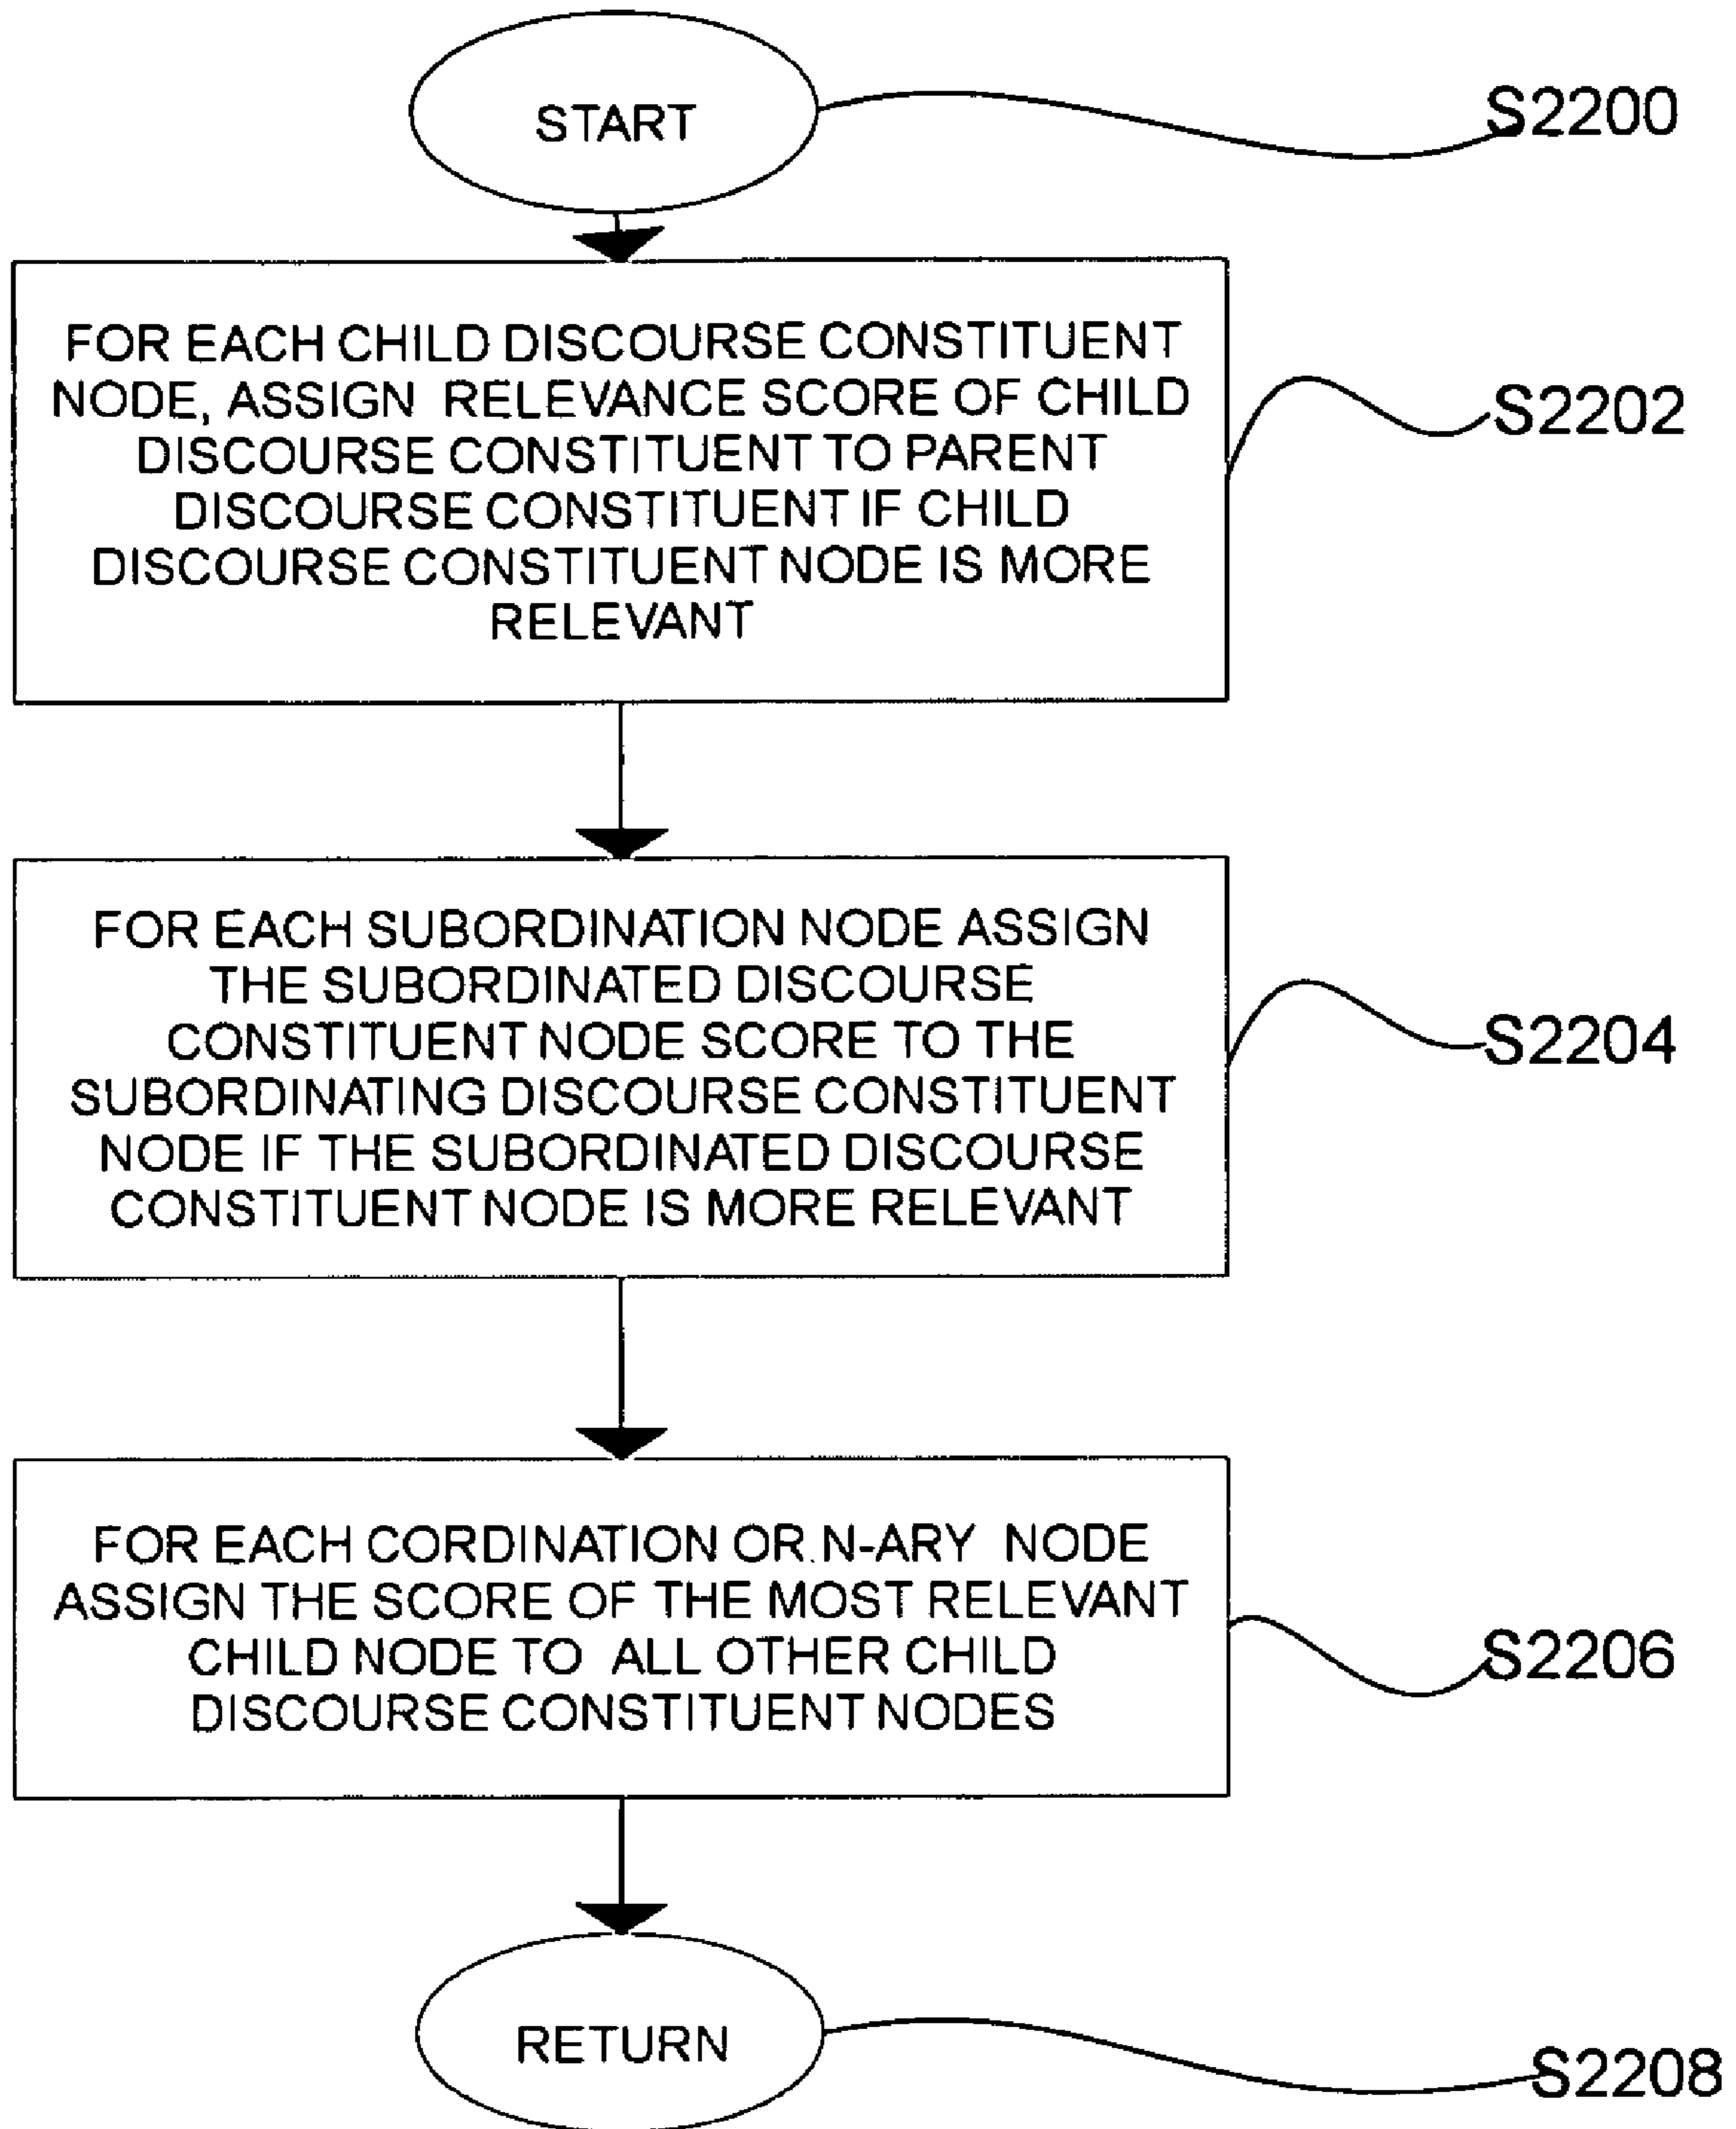 START
S2200
FOR EACH CHILD DISCOURSE CONSTITUENT
NODE, ASSIGN RELEVANCE SCORE OF CHILD
DISCOURSE CONSTITUENT TO PARENT
DISCOURSE CONSTITUENT IF CHILD
DISCOURSE CONSTITUENT NODE IS MORE
RELEVANT
S2202
FOR EACH SUBORDINATION NODE ASSIGN
THE SUBORDINATED DISCOURSE
CONSTITUENT NODE SCORE TO THE
SUBORDINATING DISCOURSE CONSTITUENT
NODE IF THE SUBORDINATED DISCOURSE
CONSTITUENT NODE IS MORE RELEVANT
S2204
FOR EACH CORDINATION OR N-ARY NODE
ASSIGN THE SCORE OF THE MOST RELEVANT
CHILD NODE TO ALL OTHER CHILD
DISCOURSE CONSTITUENT NODES
S2206
RETURN
S2208